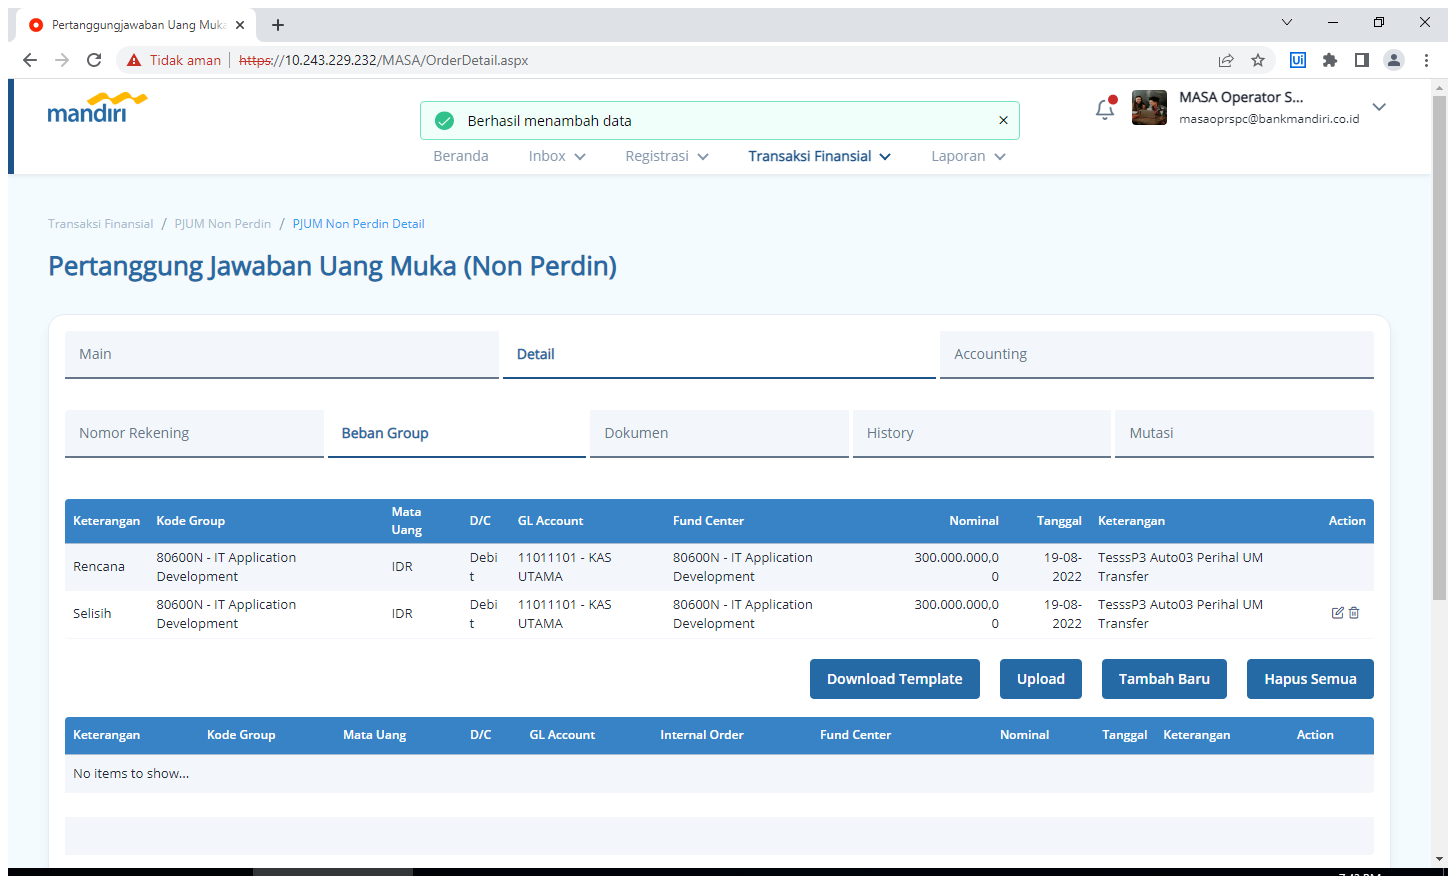 Pertanggungjawaban Uang Muka
Tidak aman
https://10.243.229.232/MASA/OrderDetail.aspx
Ui
mandiri
Berhasil menambah data
MASA Operator S...
masaoprspc@bankmandiri.co.id
Beranda
Inbox
Registrasi
Transaksi Finansial
Laporan
Transaksi Finansial / PJUM Non Perdin / PJUM Non Perdin Detail
Pertanggung Jawaban Uang Muka (Non Perdin)
Main
Detail
Accounting
Nomor Rekening
Beban Group
Dokumen
History
Mutasi
Keterangan Kode Group Mata Uang D/C GL Account Fund Center Nominal Tanggal Keterangan Action
Rencana 80600N - IT Application Development IDR Debit 11011101 - KAS UTAMA 80600N - IT Application Development 300.000.000,00 19-08-2022 TesssP3 Auto03 Perihal UM Transfer
Selisih 80600N - IT Application Development IDR Debit 11011101 - KAS UTAMA 80600N - IT Application Development 300.000.000,00 19-08-2022 TesssP3 Auto03 Perihal UM Transfer
Download Template
Upload
Tambah Baru
Hapus Semua
Keterangan Kode Group Mata Uang D/C GL Account Internal Order Fund Center Nominal Tanggal Keterangan Action
No items to show...